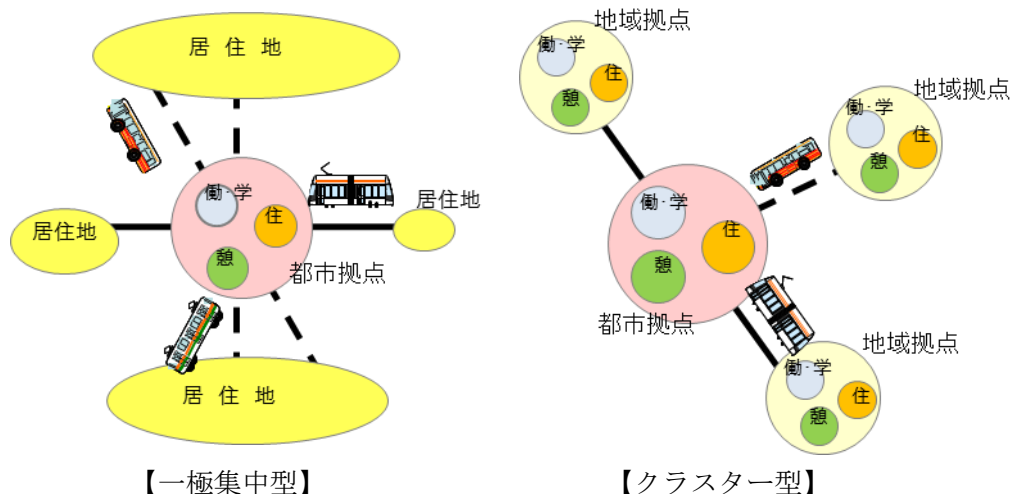 居 住 地
働･学
住
憩
居住地
居住地
都市拠点
居 住 地
【一極集中型】
地域拠点
働･学
住
憩
地域拠点
働･学
住
憩
働･学
住
憩
都市拠点
地域拠点
働･学
住
憩
【クラスター型】